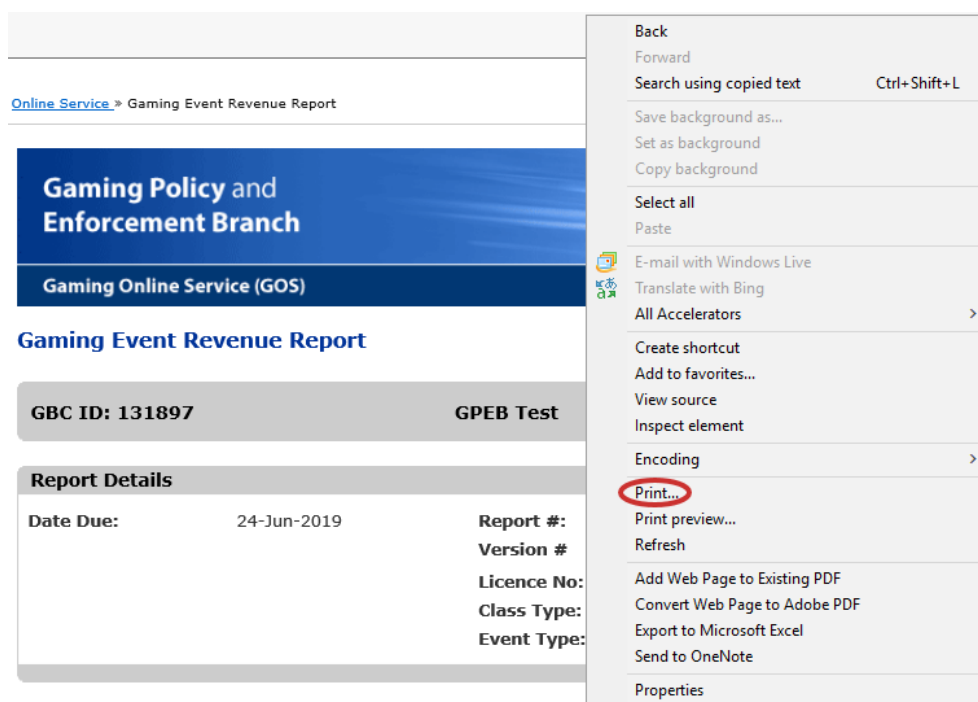 Online Service » Gaming Event Revenue Report
Gaming Policy and
Enforcement Branch
Gaming Online Service (GOS)
Gaming Event Revenue Report
GBC ID: 131897 GPEB Test
Report Details
Date Due: 24-Jun-2019 Report #:
Version #
Licence No:
Class Type:
Event Type:
Back
Forward
Search using copied text Ctrl+Shift+L
Save background as...
Set as background
Copy background
Select all
Paste
E-mail with Windows Live
Translate with Bing
All Accelerators
Create shortcut
Add to favorites...
View source
Inspect element
Encoding
Print...
Print preview...
Refresh
Add Web Page to Existing PDF
Convert Web Page to Adobe PDF
Export to Microsoft Excel
Send to OneNote
Properties